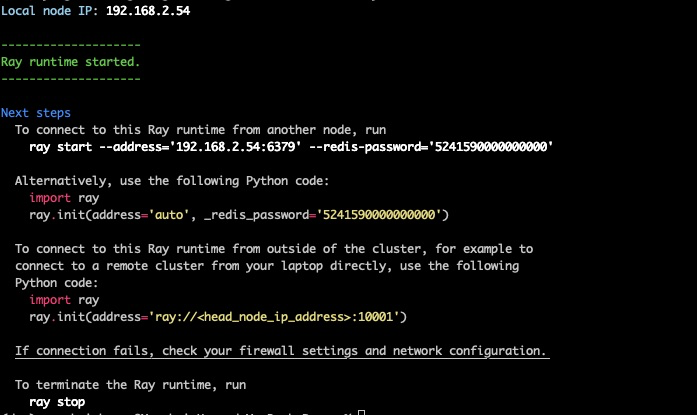 Local node IP: 192.168.2.54
--------------------
Ray runtime started.
--------------------
Next steps
To connect to this Ray runtime from another node, run
ray start --address='192.168.2.54:6379' --redis-password='5241590000000000'
Alternatively, use the following Python code:
import ray
ray.init(address='auto', _redis_password='5241590000000000')
To connect to this Ray runtime from outside of the cluster, for example to
connect to a remote cluster from your laptop directly, use the following
Python code:
import ray
ray.init(address='ray://<head_node_ip_address>:10001')
If connection fails, check your firewall settings and network configuration.
To terminate the Ray runtime, run
ray stop